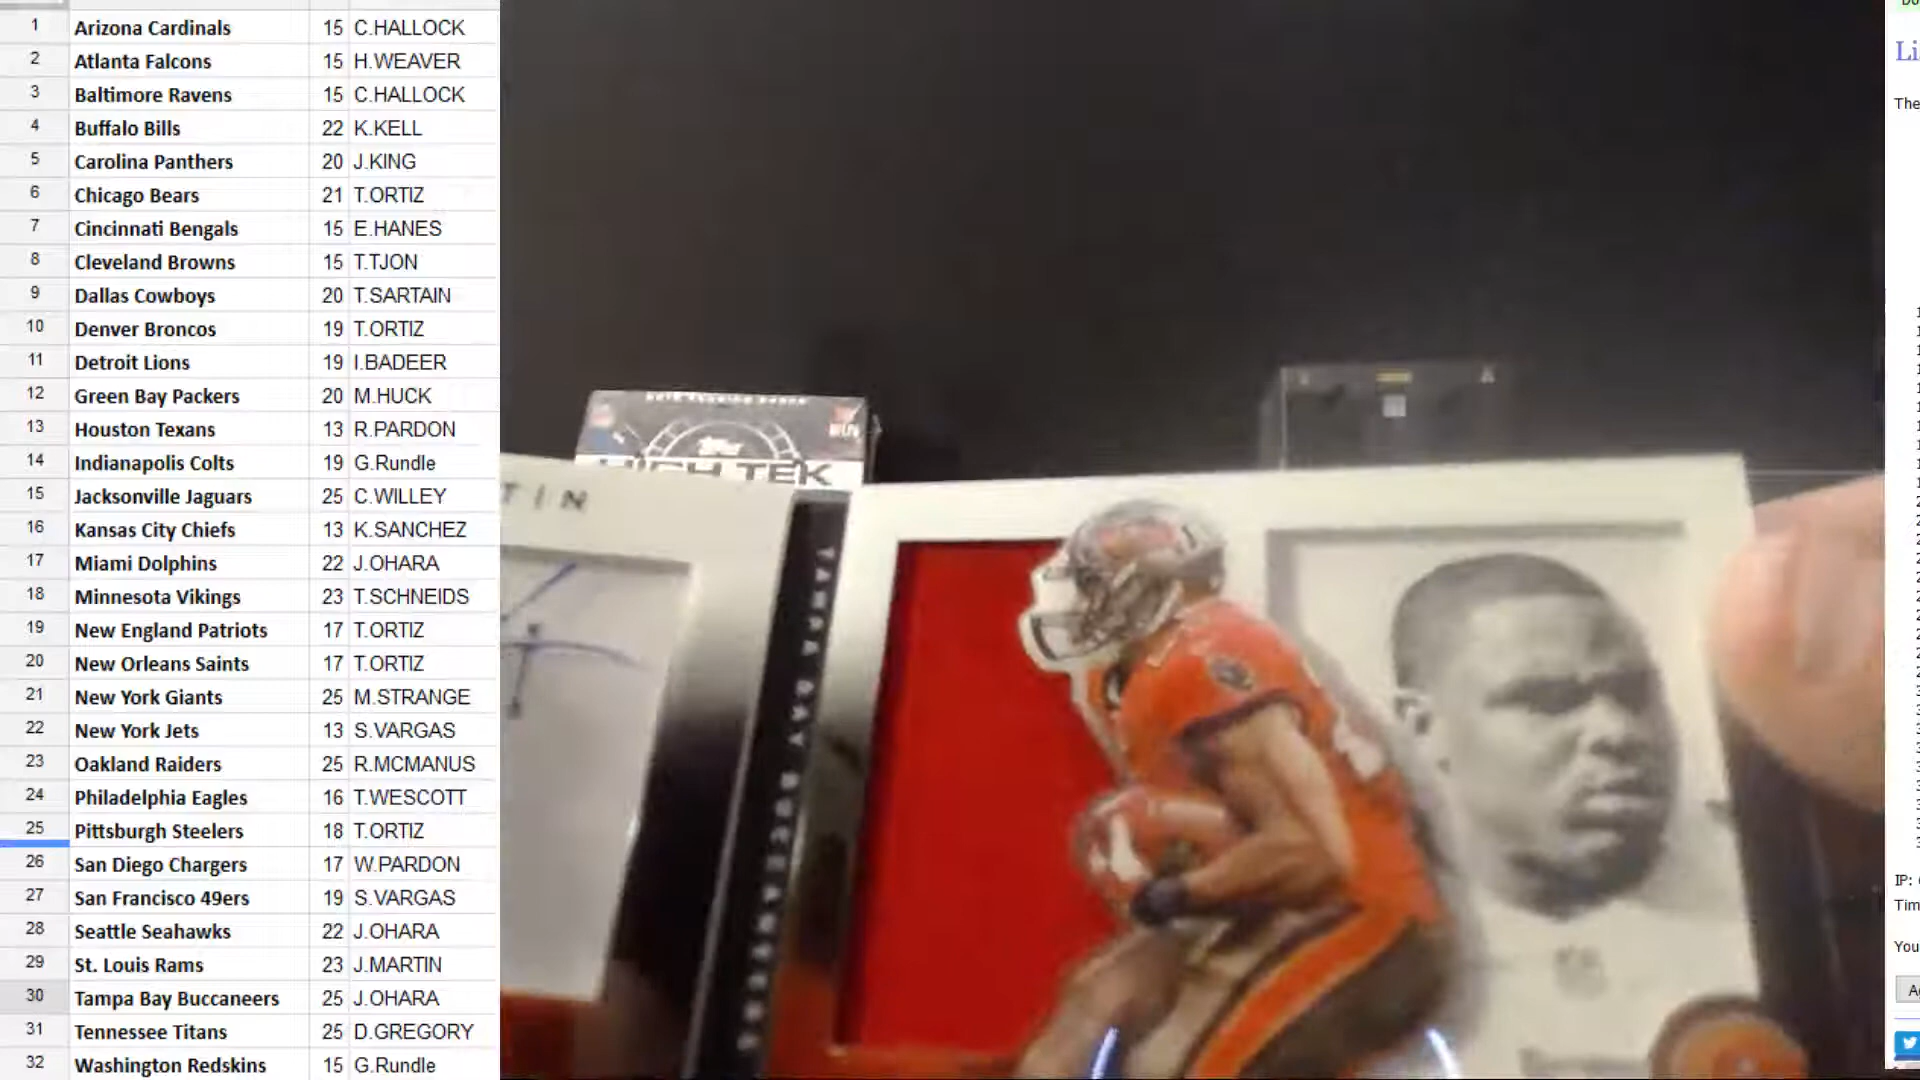 1 Arizona Cardinals 15 C.HALLOCK
2 Atlanta Falcons 15 H.WEAVER
3 Baltimore Ravens 15 C.HALLOCK
4 Buffalo Bills 22 K.KELL
5 Carolina Panthers 20 J.KING
6 Chicago Bears 21 T.ORTIZ
7 Cincinnati Bengals 15 E.HANES
8 Cleveland Browns 15 T.TJON
9 Dallas Cowboys 20 T.SARTAIN
10 Denver Broncos 19 T.ORTIZ
11 Detroit Lions 19 I.BADEER
12 Green Bay Packers 20 M.HUCK
13 Houston Texans 13 R.PARDON
14 Indianapolis Colts 19 G.Rundle
15 Jacksonville Jaguars 25 C.WILLEY
16 Kansas City Chiefs 13 K.SANCHEZ
17 Miami Dolphins 22 J.OHARA
18 Minnesota Vikings 23 T.SCHNEIDS
19 New England Patriots 17 T.ORTIZ
20 New Orleans Saints 17 T.ORTIZ
21 New York Giants 25 M.STRANGE
22 New York Jets 13 S.VARGAS
23 Oakland Raiders 25 R.MCMANUS
24 Philadelphia Eagles 16 T.WESCOTT
25 Pittsburgh Steelers 18 T.ORTIZ
26 San Diego Chargers 17 W.PARDON
27 San Francisco 49ers 19 S.VARGAS
28 Seattle Seahawks 22 J.OHARA
29 St. Louis Rams 23 J.MARTIN
30 Tampa Bay Buccaneers 25 J.OHARA
31 Tennessee Titans 25 D.GREGORY
32 Washington Redskins 15 G.Rundle
Topps
HIGH TEK
TIN
TAMPA BAY BUCCANEERS
Li
The
IP:
Tim
You